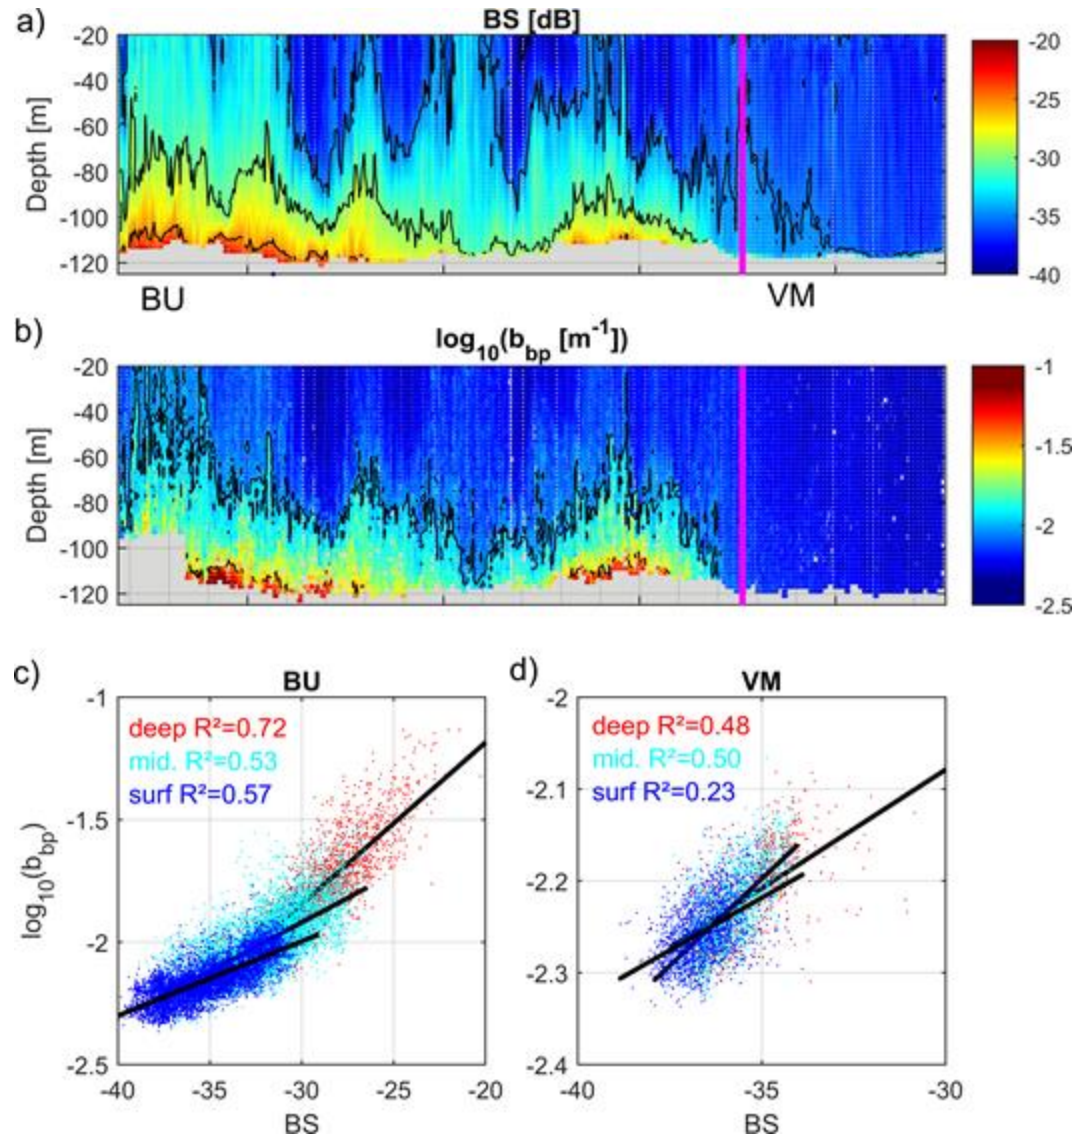 a)
BS [dB]
Depth [m]
-20
-40
-60
-80
-100
-120
-20
-25
-30
-35
-40
BU
VM
b)
log₁₀(b_bp [m⁻¹])
Depth [m]
-20
-40
-60
-80
-100
-120
-1
-1.5
-2
-2.5
c)
BU
log₁₀(b_bp)
-1
-1.5
-2
-2.5
deep R²=0.72
mid. R²=0.53
surf R²=0.57
-40 -35 -30 -25 -20
BS
d)
VM
-2
-2.1
-2.2
-2.3
-2.4
deep R²=0.48
mid. R²=0.50
surf R²=0.23
-40 -35 -30
BS